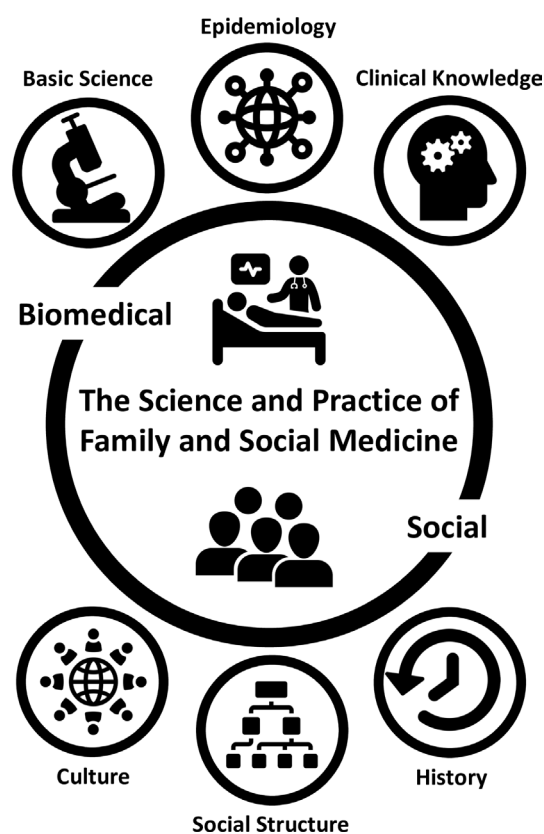 Epidemiology
Basic Science
Clinical Knowledge
Biomedical
The Science and Practice of
Family and Social Medicine
Social
Culture
Social Structure
History